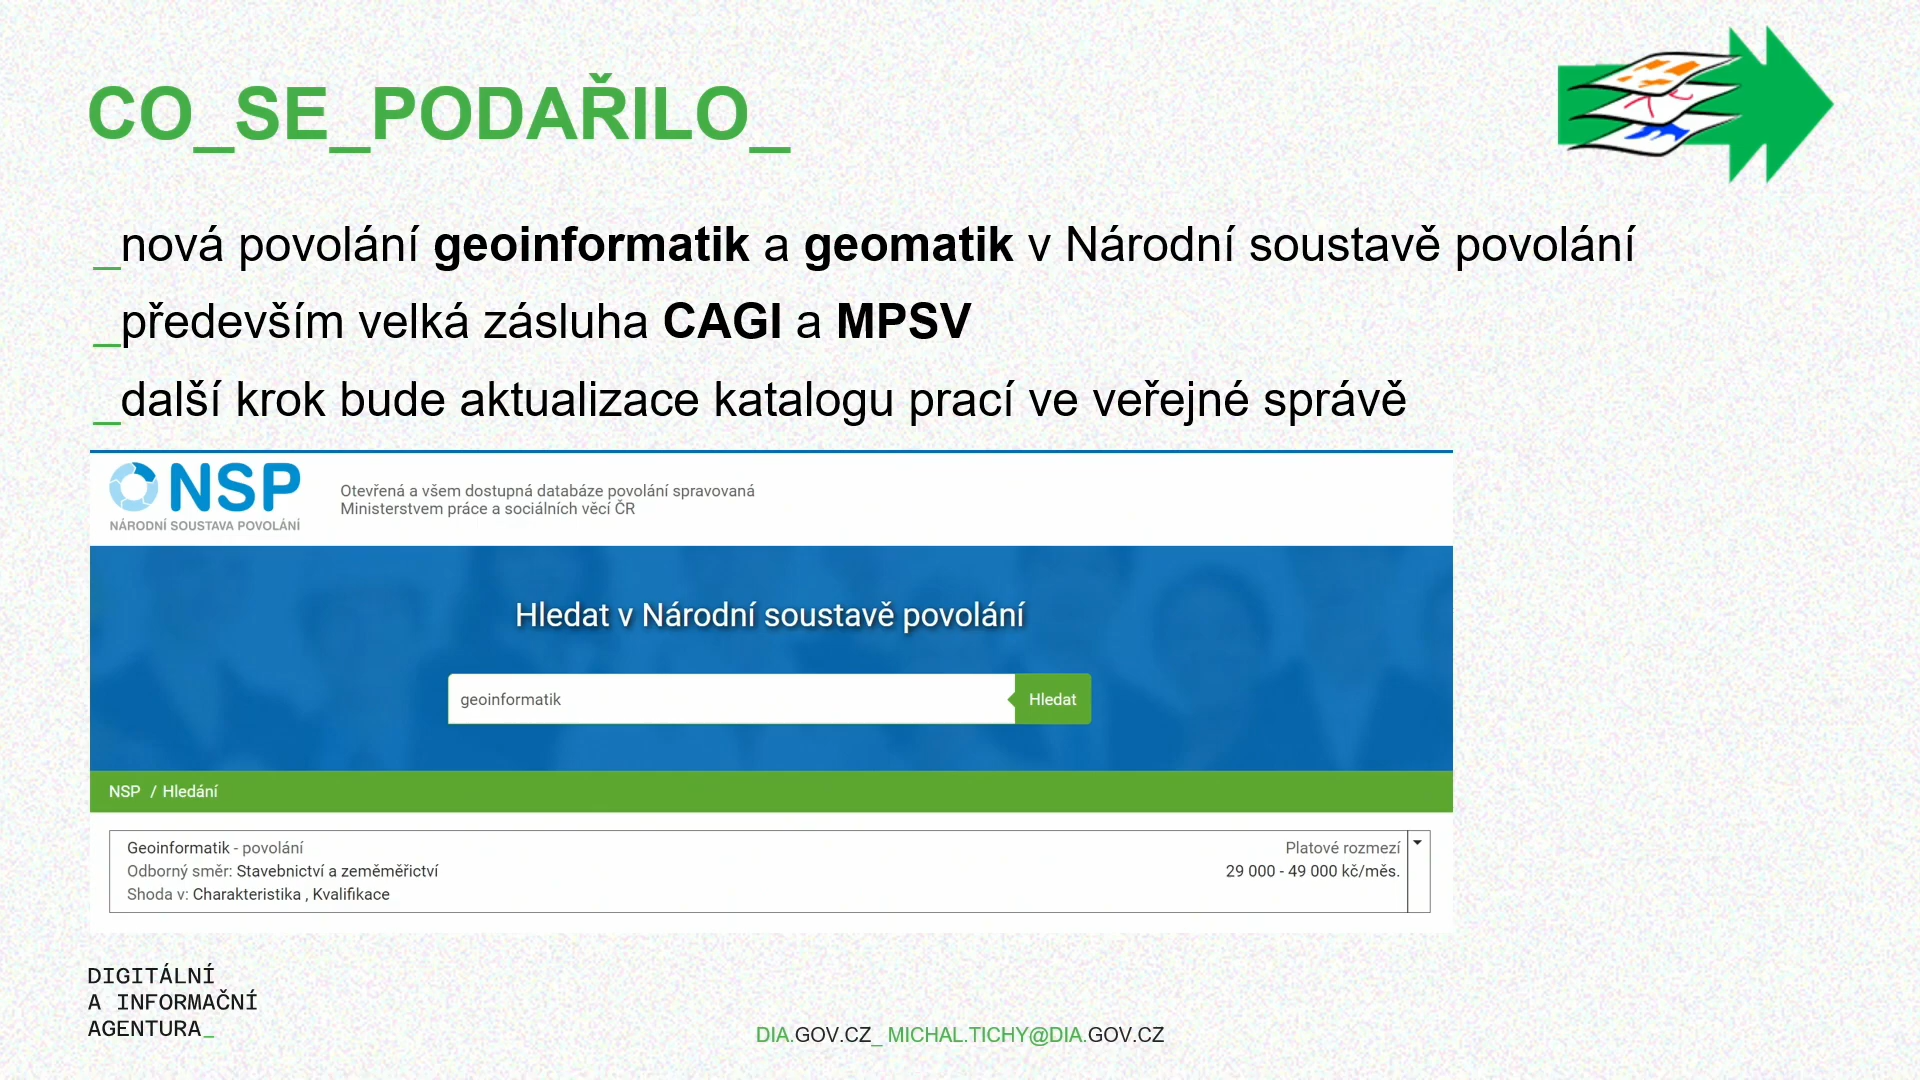 CO_SE_PODAŘILO_
_nová povolání geoinformatik a geomatik v Národní soustavě povolání
_především velká zásluha CAGI a MPSV
_další krok bude aktualizace katalogu prací ve veřejné správě
NSP
NÁRODNÍ SOUSTAVA POVOLÁNÍ
Otevřená a všem dostupná databáze povolání spravovaná
Ministerstvem práce a sociálních věcí ČR
Hledat v Národní soustavě povolání
geoinformatik
Hledat
NSP / Hledání
Geoinformatik - povolání
Odborný směr: Stavebnictví a zeměměřictví
Shoda v: Charakteristika , Kvalifikace
Platové rozmezí
29 000 - 49 000 kč/měs.
DIGITÁLNÍ
A INFORMAČNÍ
AGENTURA_
DIA.GOV.CZ_ MICHAL.TICHY@DIA.GOV.CZ